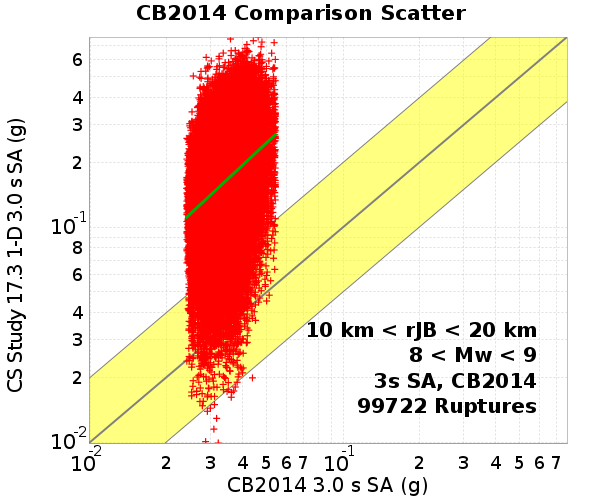 CB2014 Comparison Scatter
CS Study 17.3 1-D 3.0 s SA (g)
6
4
3
2
10^-1
8
6
4
3
2
10^-2
10 km < rJB < 20 km
8 < Mw < 9
3s SA, CB2014
99722 Ruptures
10^-2 2 3 4 5 6 7 10^-1 2 3 4 5 6 7
CB2014 3.0 s SA (g)